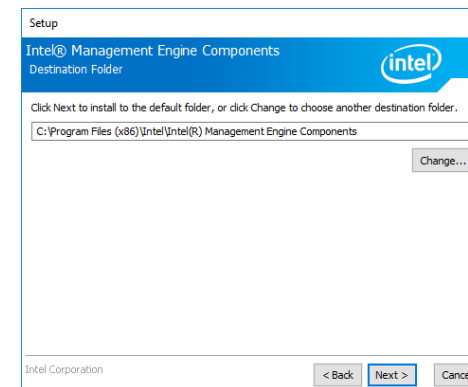 Setup
Intel® Management Engine Components
Destination Folder
intel
Click Next to install to the default folder, or click Change to choose another destination folder.
C:\Program Files (x86)\Intel\Intel(R) Management Engine Components
Change...
Intel Corporation
< Back Next > Cance